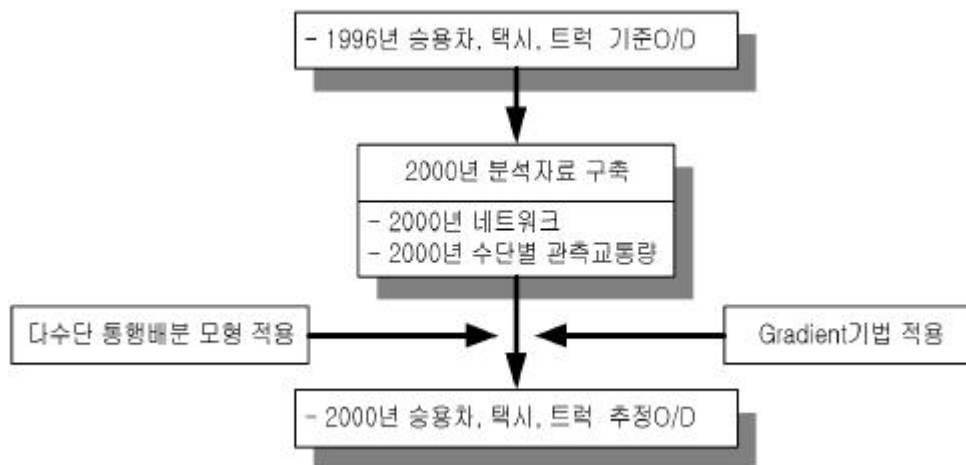 - 1996년 승용차, 택시, 트럭 기준O/D
2000년 분석자료 구축
- 2000년 네트워크
- 2000년 수단별 관측교통량
다수단 통행배분 모형 적용
Gradient기법 적용
- 2000년 승용차, 택시, 트럭 추정O/D